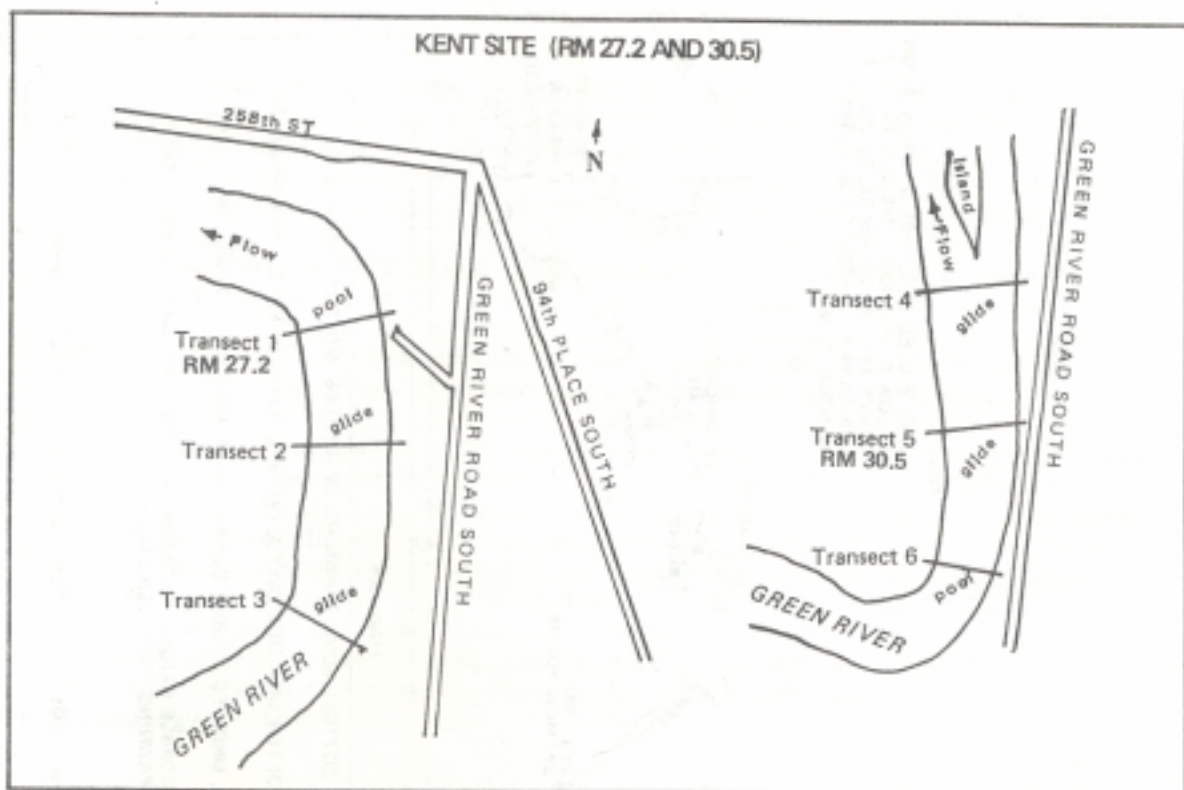 KENT SITE (RM 27.2 AND 30.5)
258th ST
N
Flow
pool
Transect 1
RM 27.2
glide
Transect 2
Transect 3
glide
GREEN RIVER
GREEN RIVER ROAD SOUTH
94th PLACE SOUTH
Island
Flow
Transect 4
glide
Transect 5
RM 30.5
glide
Transect 6
pool
GREEN RIVER
GREEN RIVER ROAD SOUTH